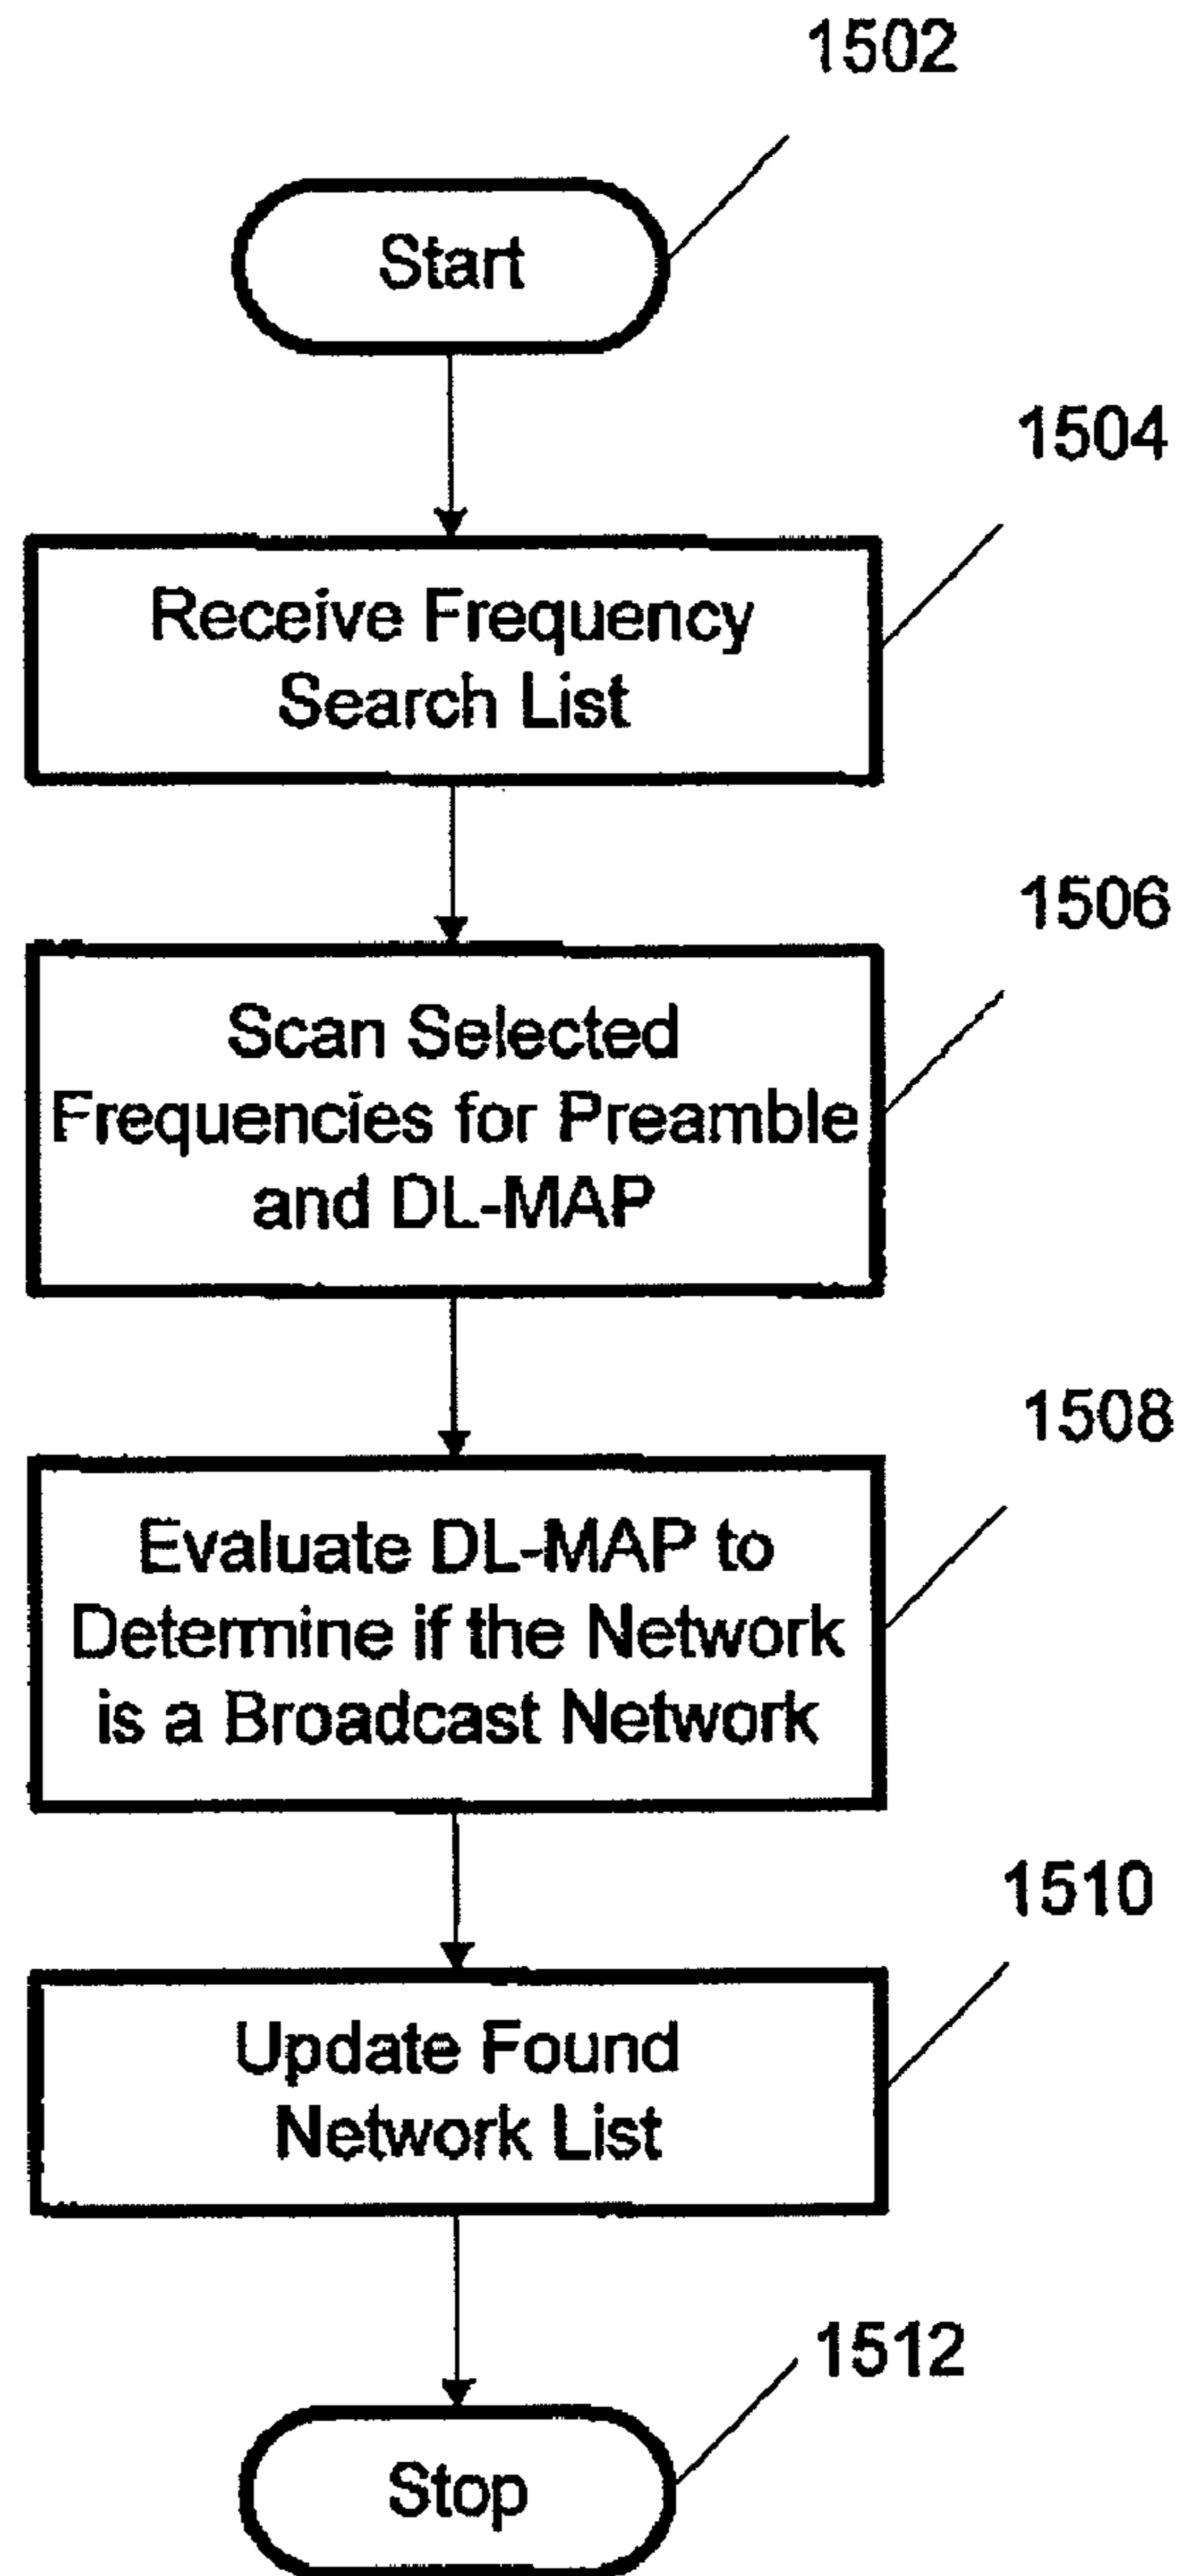 1502
Start
1504
Receive Frequency
Search List
1506
Scan Selected
Frequencies for Preamble
and DL-MAP
1508
Evaluate DL-MAP to
Determine if the Network
is a Broadcast Network
1510
Update Found
Network List
1512
Stop